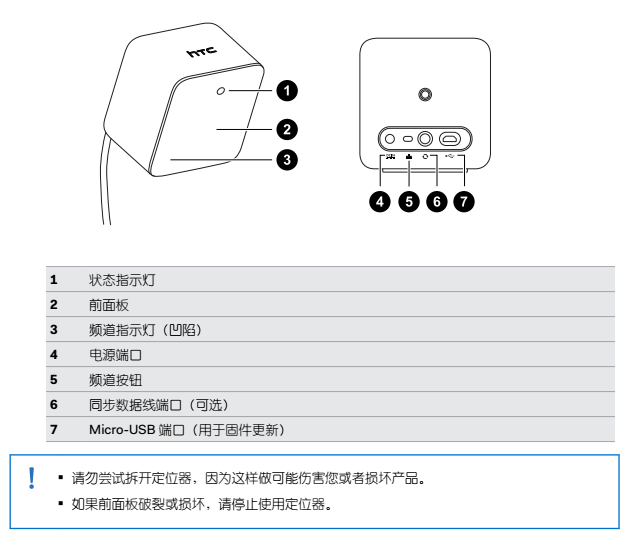 htc
1
2
3
4 5 6 7
1 状态指示灯
2 前面板
3 频道指示灯（凹陷）
4 电源端口
5 频道按钮
6 同步数据线端口（可选）
7 Micro-USB 端口（用于固件更新）
! ▪ 请勿尝试拆开定位器，因为这样做可能伤害您或者损坏产品。
▪ 如果前面板破裂或损坏，请停止使用定位器。